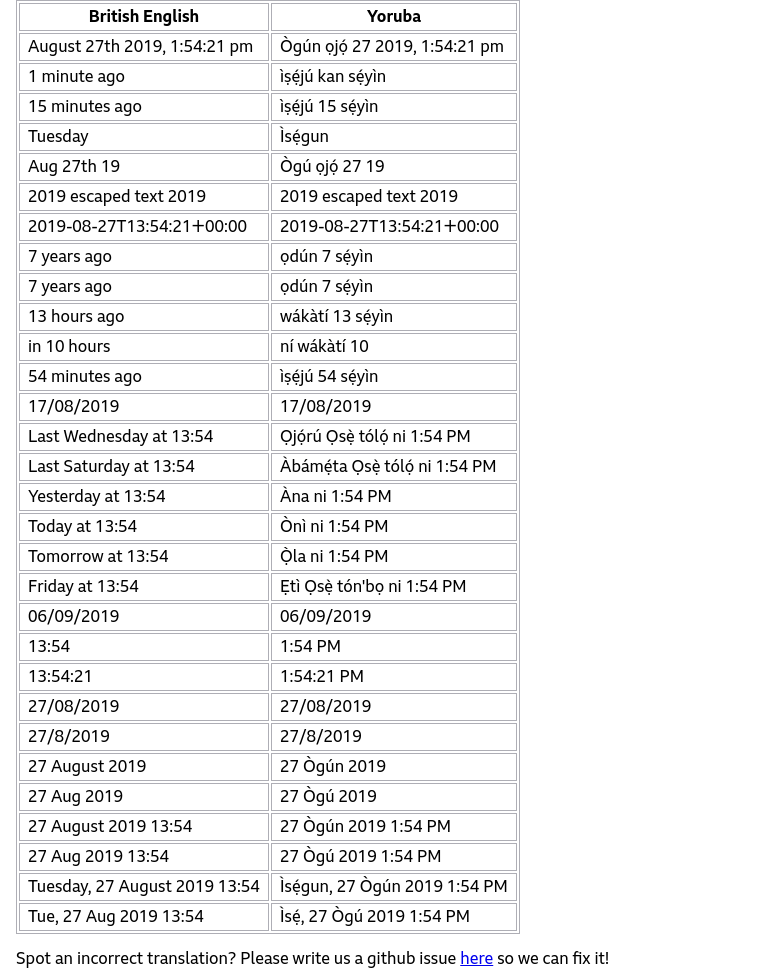 British English Yoruba
August 27th 2019, 1:54:21 pm Ògún ọjọ́ 27 2019, 1:54:21 pm
1 minute ago ìsẹ́jú kan sẹ́yìn
15 minutes ago ìsẹ́jú 15 sẹ́yìn
Tuesday Ìsẹ́gun
Aug 27th 19 Ògú ọjọ́ 27 19
2019 escaped text 2019 2019 escaped text 2019
2019-08-27T13:54:21+00:00 2019-08-27T13:54:21+00:00
7 years ago ọdún 7 sẹ́yìn
7 years ago ọdún 7 sẹ́yìn
13 hours ago wákàtí 13 sẹ́yìn
in 10 hours ní wákàtí 10
54 minutes ago ìsẹ́jú 54 sẹ́yìn
17/08/2019 17/08/2019
Last Wednesday at 13:54 Ọjọ́rú Ọsẹ̀ tólọ́ ni 1:54 PM
Last Saturday at 13:54 Àbámẹ́ta Ọsẹ̀ tólọ́ ni 1:54 PM
Yesterday at 13:54 Àna ni 1:54 PM
Today at 13:54 Ònì ni 1:54 PM
Tomorrow at 13:54 Ọ̀la ni 1:54 PM
Friday at 13:54 Ẹtì Ọsẹ̀ tón'bọ ni 1:54 PM
06/09/2019 06/09/2019
13:54 1:54 PM
13:54:21 1:54:21 PM
27/08/2019 27/08/2019
27/8/2019 27/8/2019
27 August 2019 27 Ògún 2019
27 Aug 2019 27 Ògú 2019
27 August 2019 13:54 27 Ògún 2019 1:54 PM
27 Aug 2019 13:54 27 Ògú 2019 1:54 PM
Tuesday, 27 August 2019 13:54 Ìsẹ́gun, 27 Ògún 2019 1:54 PM
Tue, 27 Aug 2019 13:54 Ìsẹ́, 27 Ògú 2019 1:54 PM
Spot an incorrect translation? Please write us a github issue here so we can fix it!